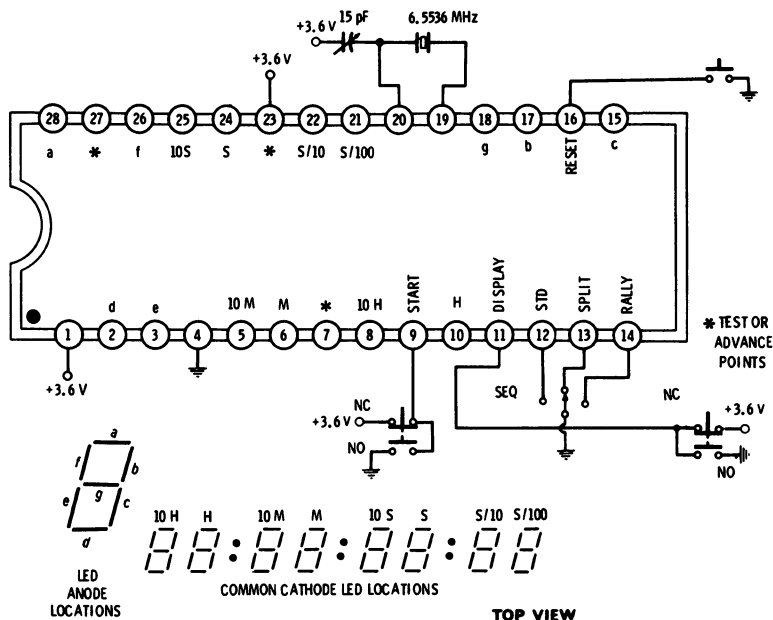 15 pF
6.5536 MHz
+3.6 V
+3.6 V
28 27 26 25 24 23 22 21 20 19 18 17 16 15
a * f 10S S * S/10 S/100 g b RESET c
d e 10 M M * 10 H START H DISPLAY STD SPLIT RALLY
1 2 3 4 5 6 7 8 9 10 11 12 13 14
* TEST OR
ADVANCE
POINTS
+3.6 V
SEQ
NC
+3.6 V
NC
+3.6 V
NO
NO
a
f b
g
e c
d
10 H H 10 M M 10 S S S/10 S/100
LED
ANODE
LOCATIONS
COMMON CATHODE LED LOCATIONS
TOP VIEW